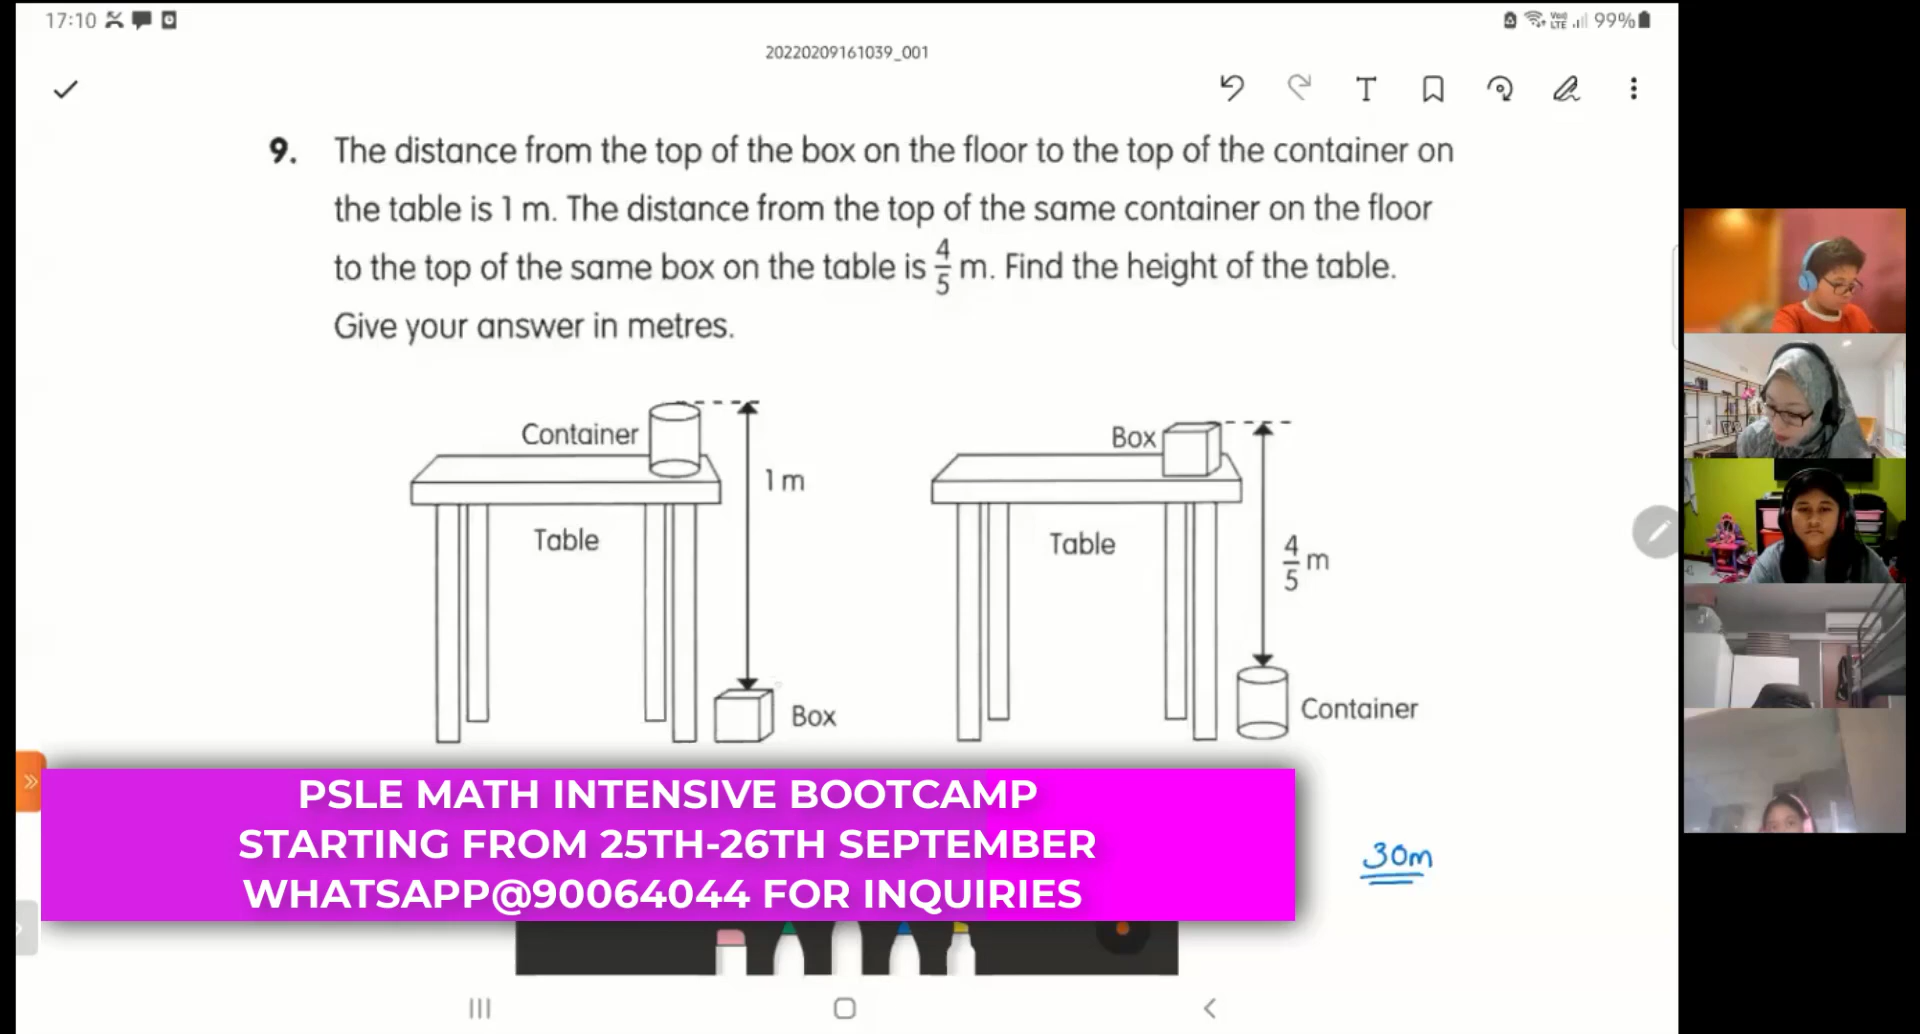 17:10
99%
20220209161039_001
T
9. The distance from the top of the box on the floor to the top of the container on
the table is 1 m. The distance from the top of the same container on the floor
to the top of the same box on the table is 4/5 m. Find the height of the table.
Give your answer in metres.
Container
1 m
Table
Box
Box
Table
4/5 m
Container
PSLE MATH INTENSIVE BOOTCAMP
STARTING FROM 25TH-26TH SEPTEMBER
WHATSAPP@90064044 FOR INQUIRIES
30m